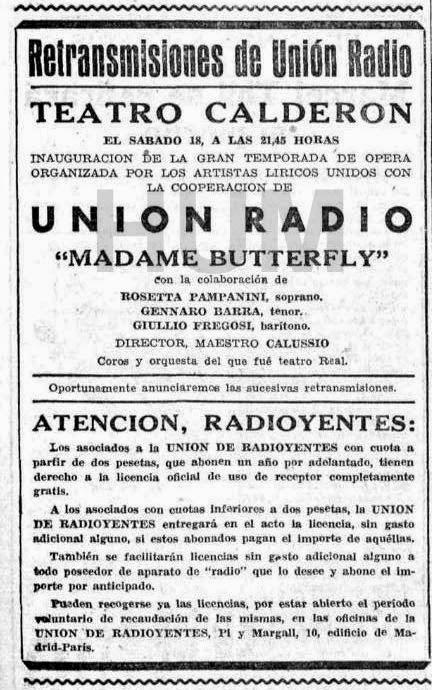 Retransmisiones de Unión Radio
TEATRO CALDERON
EL SABADO 18, A LAS 21,45 HORAS
INAUGURACION DE LA GRAN TEMPORADA DE OPERA
ORGANIZADA POR LOS ARTISTAS LIRICOS UNIDOS CON
LA COOPERACION DE
UNION RADIO
HUM
"MADAME BUTTERFLY"
Con la colaboración de
ROSETTA PAMPANINI, soprano.
GENNARO BARRA, tenor.
GIULLIO FREGOSI, barítono.
DIRECTOR, MAESTRO CALUSSIO
Coros y orquesta del que fué teatro Real.
Oportunamente anunciaremos las sucesivas retransmisiones.
ATENCION, RADIOYENTES:
Los asociados a la UNION DE RADIOYENTES con cuota a
partir de dos pesetas, que abonen un año por adelantado, tienen
derecho a la licencia oficial de uso de receptor completamente
gratis.
A los asociados con cuotas inferiores a dos pesetas, la UNION
DE RADIOYENTES entregará en el acto la licencia, sin gasto
adicional alguno, si estos abonados pagan el importe de aquéllas.
También se facilitarán licencias sin gasto adicional alguno a
todo poseedor de aparato de "radio" que lo desee y abone el im-
porte por anticipado.
Pueden recogerse ya las licencias, por estar abierto el período
voluntario de recaudación de las mismas, en las oficinas de la
UNION DE RADIOYENTES, Pi y Margall, 10, edificio de Ma-
drid-París.